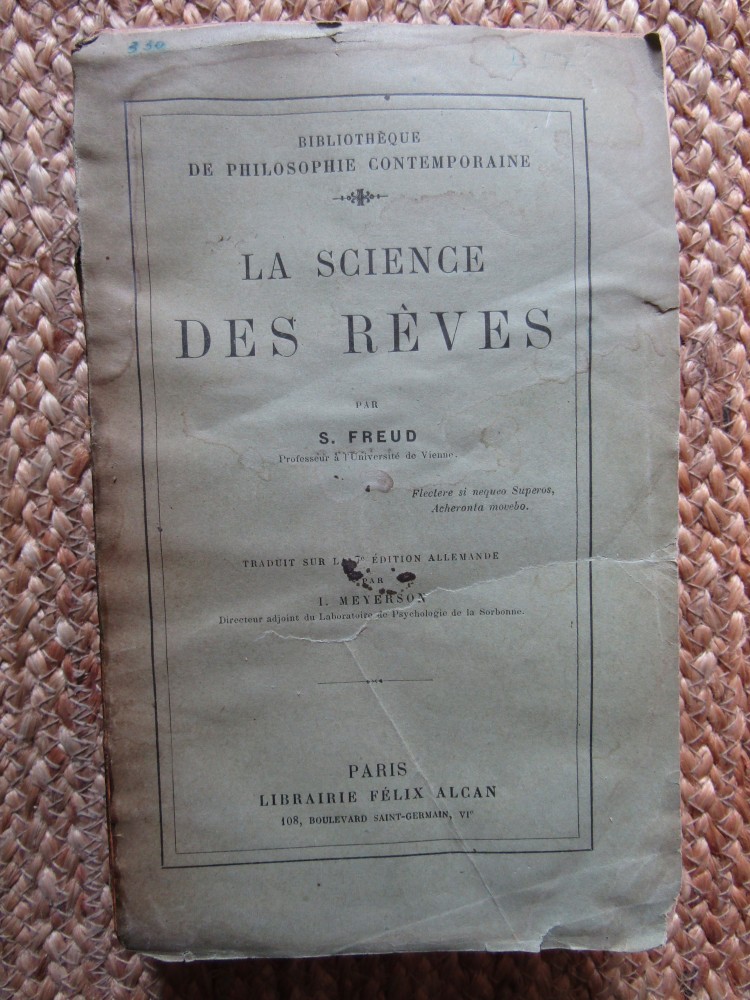 330
BIBLIOTHÈQUE
DE PHILOSOPHIE CONTEMPORAINE
LA SCIENCE
DES RÊVES
PAR
S. FREUD
Professeur à l'Université de Vienne.
Flectere si nequeo Superos,
Acheronta movebo.
TRADUIT SUR LA 7e ÉDITION ALLEMANDE
PAR
I. MEYERSON
Directeur adjoint du Laboratoire de Psychologie de la Sorbonne.
PARIS
LIBRAIRIE FÉLIX ALCAN
108, BOULEVARD SAINT-GERMAIN, VIe